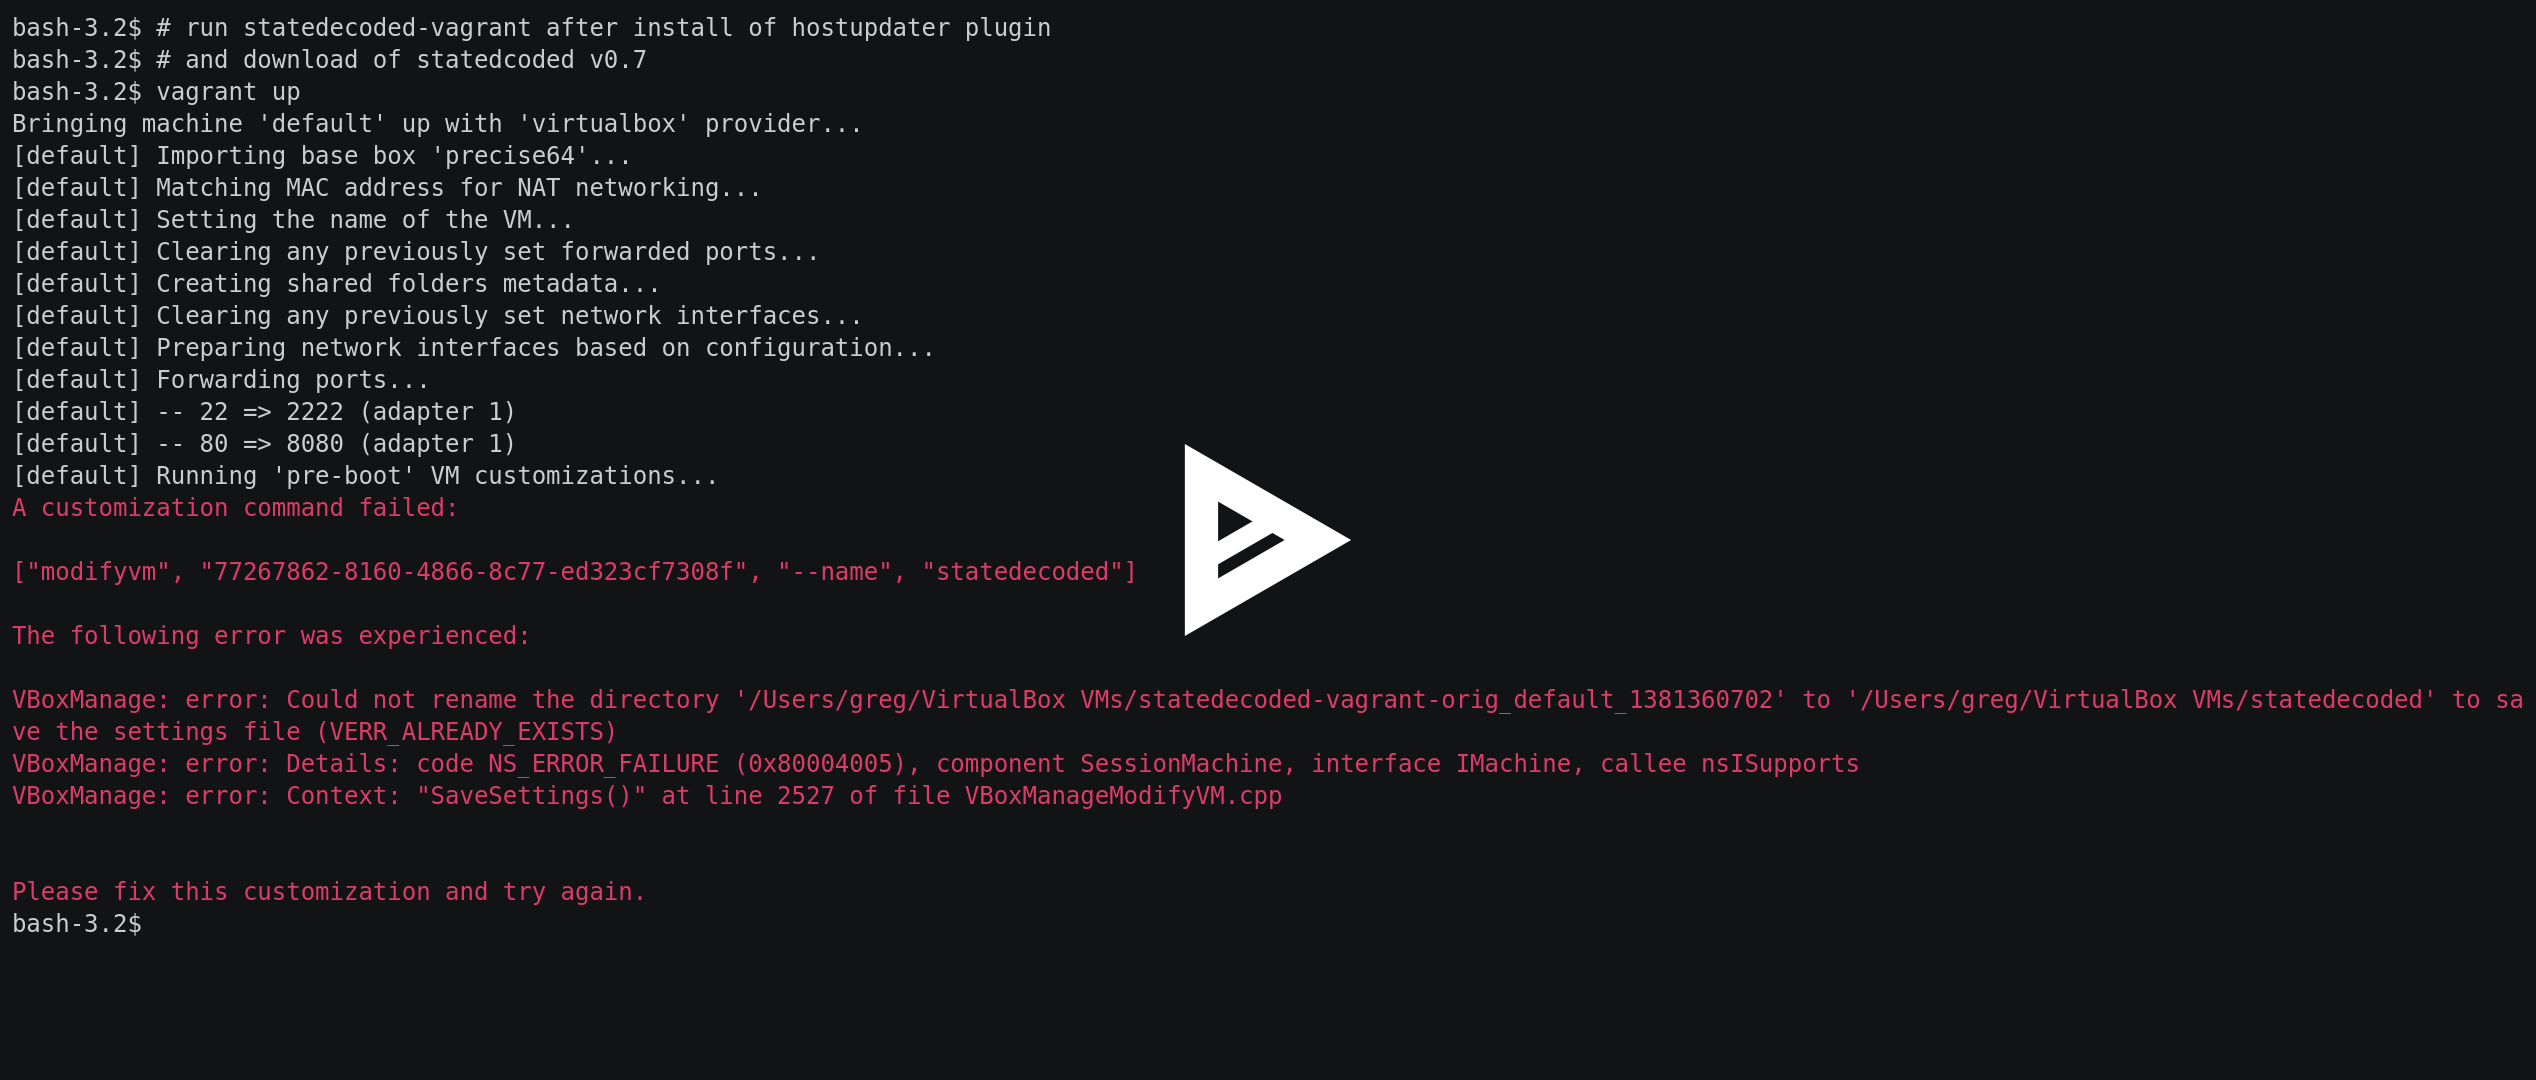 bash-3.2$ # run statedecoded-vagrant after install of hostupdater plugin
bash-3.2$ # and download of statedcoded v0.7
bash-3.2$ vagrant up
Bringing machine 'default' up with 'virtualbox' provider...
[default] Importing base box 'precise64'...
[default] Matching MAC address for NAT networking...
[default] Setting the name of the VM...
[default] Clearing any previously set forwarded ports...
[default] Creating shared folders metadata...
[default] Clearing any previously set network interfaces...
[default] Preparing network interfaces based on configuration...
[default] Forwarding ports...
[default] -- 22 => 2222 (adapter 1)
[default] -- 80 => 8080 (adapter 1)
[default] Running 'pre-boot' VM customizations...
A customization command failed:
["modifyvm", "77267862-8160-4866-8c77-ed323cf7308f", "--name", "statedecoded"]
The following error was experienced:
VBoxManage: error: Could not rename the directory '/Users/greg/VirtualBox VMs/statedecoded-vagrant-orig_default_1381360702' to '/Users/greg/VirtualBox VMs/statedecoded' to sa
ve the settings file (VERR_ALREADY_EXISTS)
VBoxManage: error: Details: code NS_ERROR_FAILURE (0x80004005), component SessionMachine, interface IMachine, callee nsISupports
VBoxManage: error: Context: "SaveSettings()" at line 2527 of file VBoxManageModifyVM.cpp
Please fix this customization and try again.
bash-3.2$